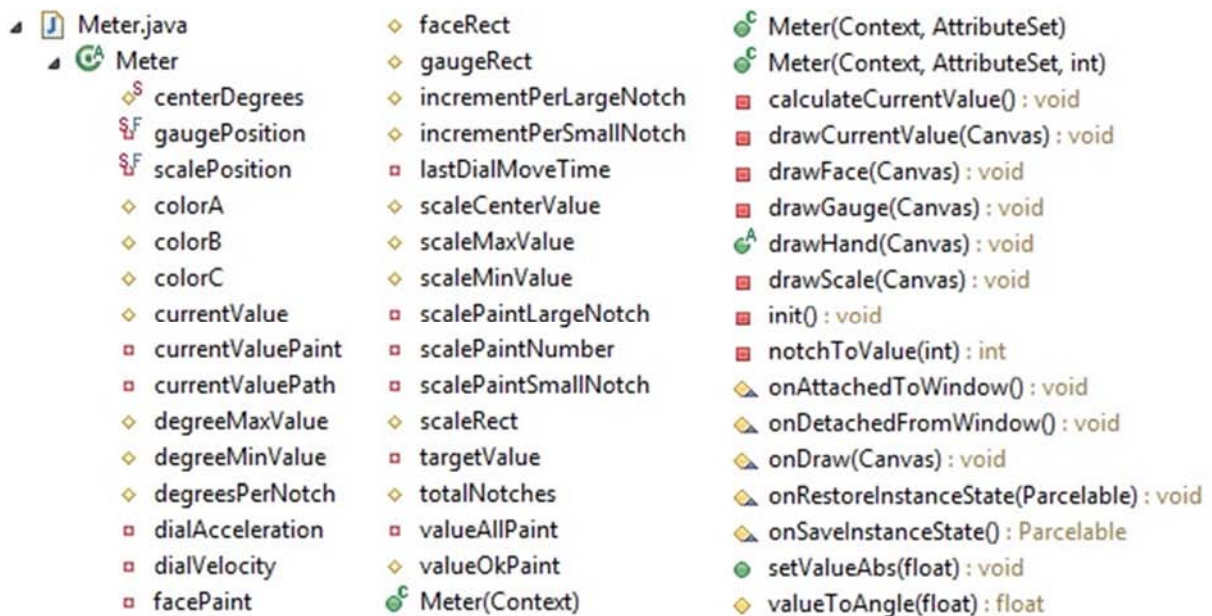 Meter.java
Meter
centerDegrees
gaugePosition
scalePosition
colorA
colorB
colorC
currentValue
currentValuePaint
currentValuePath
degreeMaxValue
degreeMinValue
degreesPerNotch
dialAcceleration
dialVelocity
facePaint
faceRect
gaugeRect
incrementPerLargeNotch
incrementPerSmallNotch
lastDialMoveTime
scaleCenterValue
scaleMaxValue
scaleMinValue
scalePaintLargeNotch
scalePaintNumber
scalePaintSmallNotch
scaleRect
targetValue
totalNotches
valueAllPaint
valueOkPaint
Meter(Context)
Meter(Context, AttributeSet)
Meter(Context, AttributeSet, int)
calculateCurrentValue() : void
drawCurrentValue(Canvas) : void
drawFace(Canvas) : void
drawGauge(Canvas) : void
drawHand(Canvas) : void
drawScale(Canvas) : void
init() : void
notchToValue(int) : int
onAttachedToWindow() : void
onDetachedFromWindow() : void
onDraw(Canvas) : void
onRestoreInstanceState(Parcelable) : void
onSaveInstanceState() : Parcelable
setValueAbs(float) : void
valueToAngle(float) : float